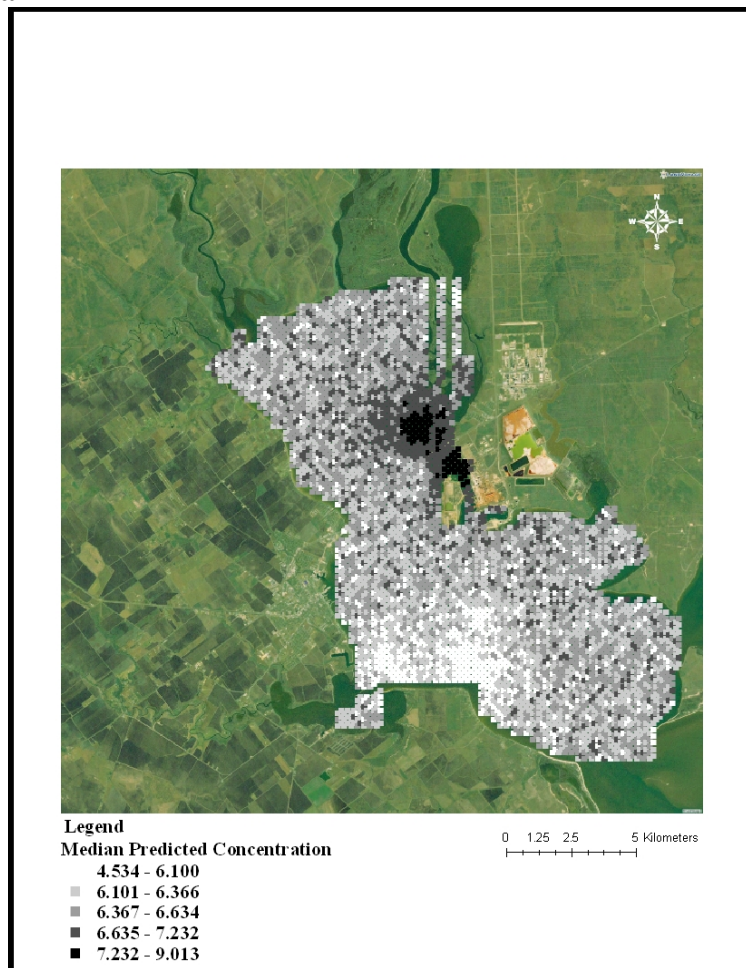 N
W E
S
Legend
Median Predicted Concentration
4.534 - 6.100
6.101 - 6.366
6.367 - 6.634
6.635 - 7.232
7.232 - 9.013
0 1.25 2.5 5 Kilometers